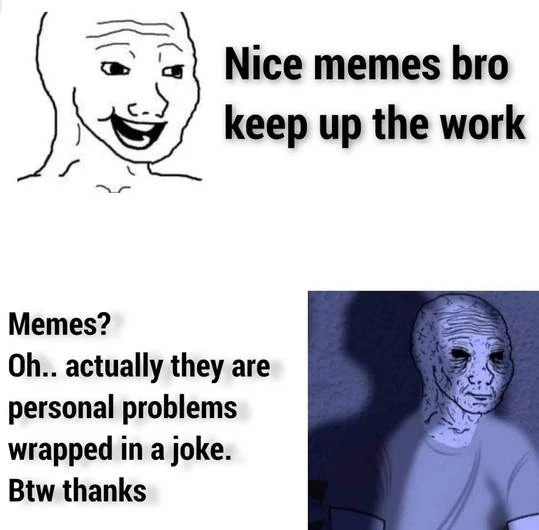 Nice memes bro
keep up the work
Memes?
Oh.. actually they are
personal problems
wrapped in a joke.
Btw thanks